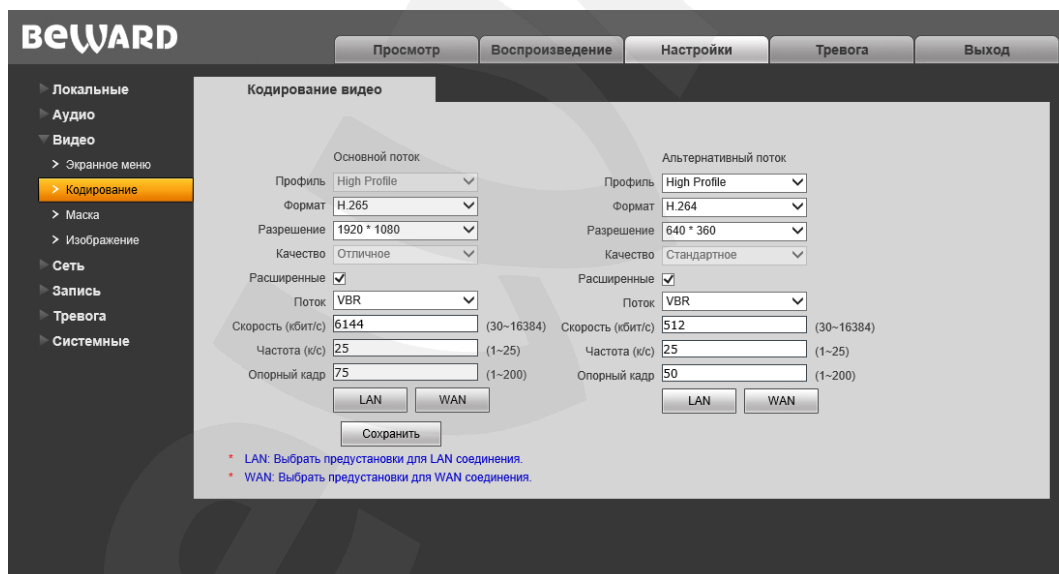 BEWARD
Просмотр Воспроизведение Настройки Тревога Выход
Локальные
Аудио
Видео
Экранное меню
Кодирование
Маска
Изображение
Сеть
Запись
Тревога
Системные
Кодирование видео
Основной поток
Профиль High Profile
Формат H.265
Разрешение 1920 * 1080
Качество Отличное
Расширенные
Поток VBR
Скорость (кбит/с) 6144 (30~16384)
Частота (к/с) 25 (1~25)
Опорный кадр 75 (1~200)
LAN WAN
Альтернативный поток
Профиль High Profile
Формат H.264
Разрешение 640 * 360
Качество Стандартное
Расширенные
Поток VBR
Скорость (кбит/с) 512 (30~16384)
Частота (к/с) 25 (1~25)
Опорный кадр 50 (1~200)
LAN WAN
Сохранить
* LAN: Выбрать предустановки для LAN соединения.
* WAN: Выбрать предустановки для WAN соединения.